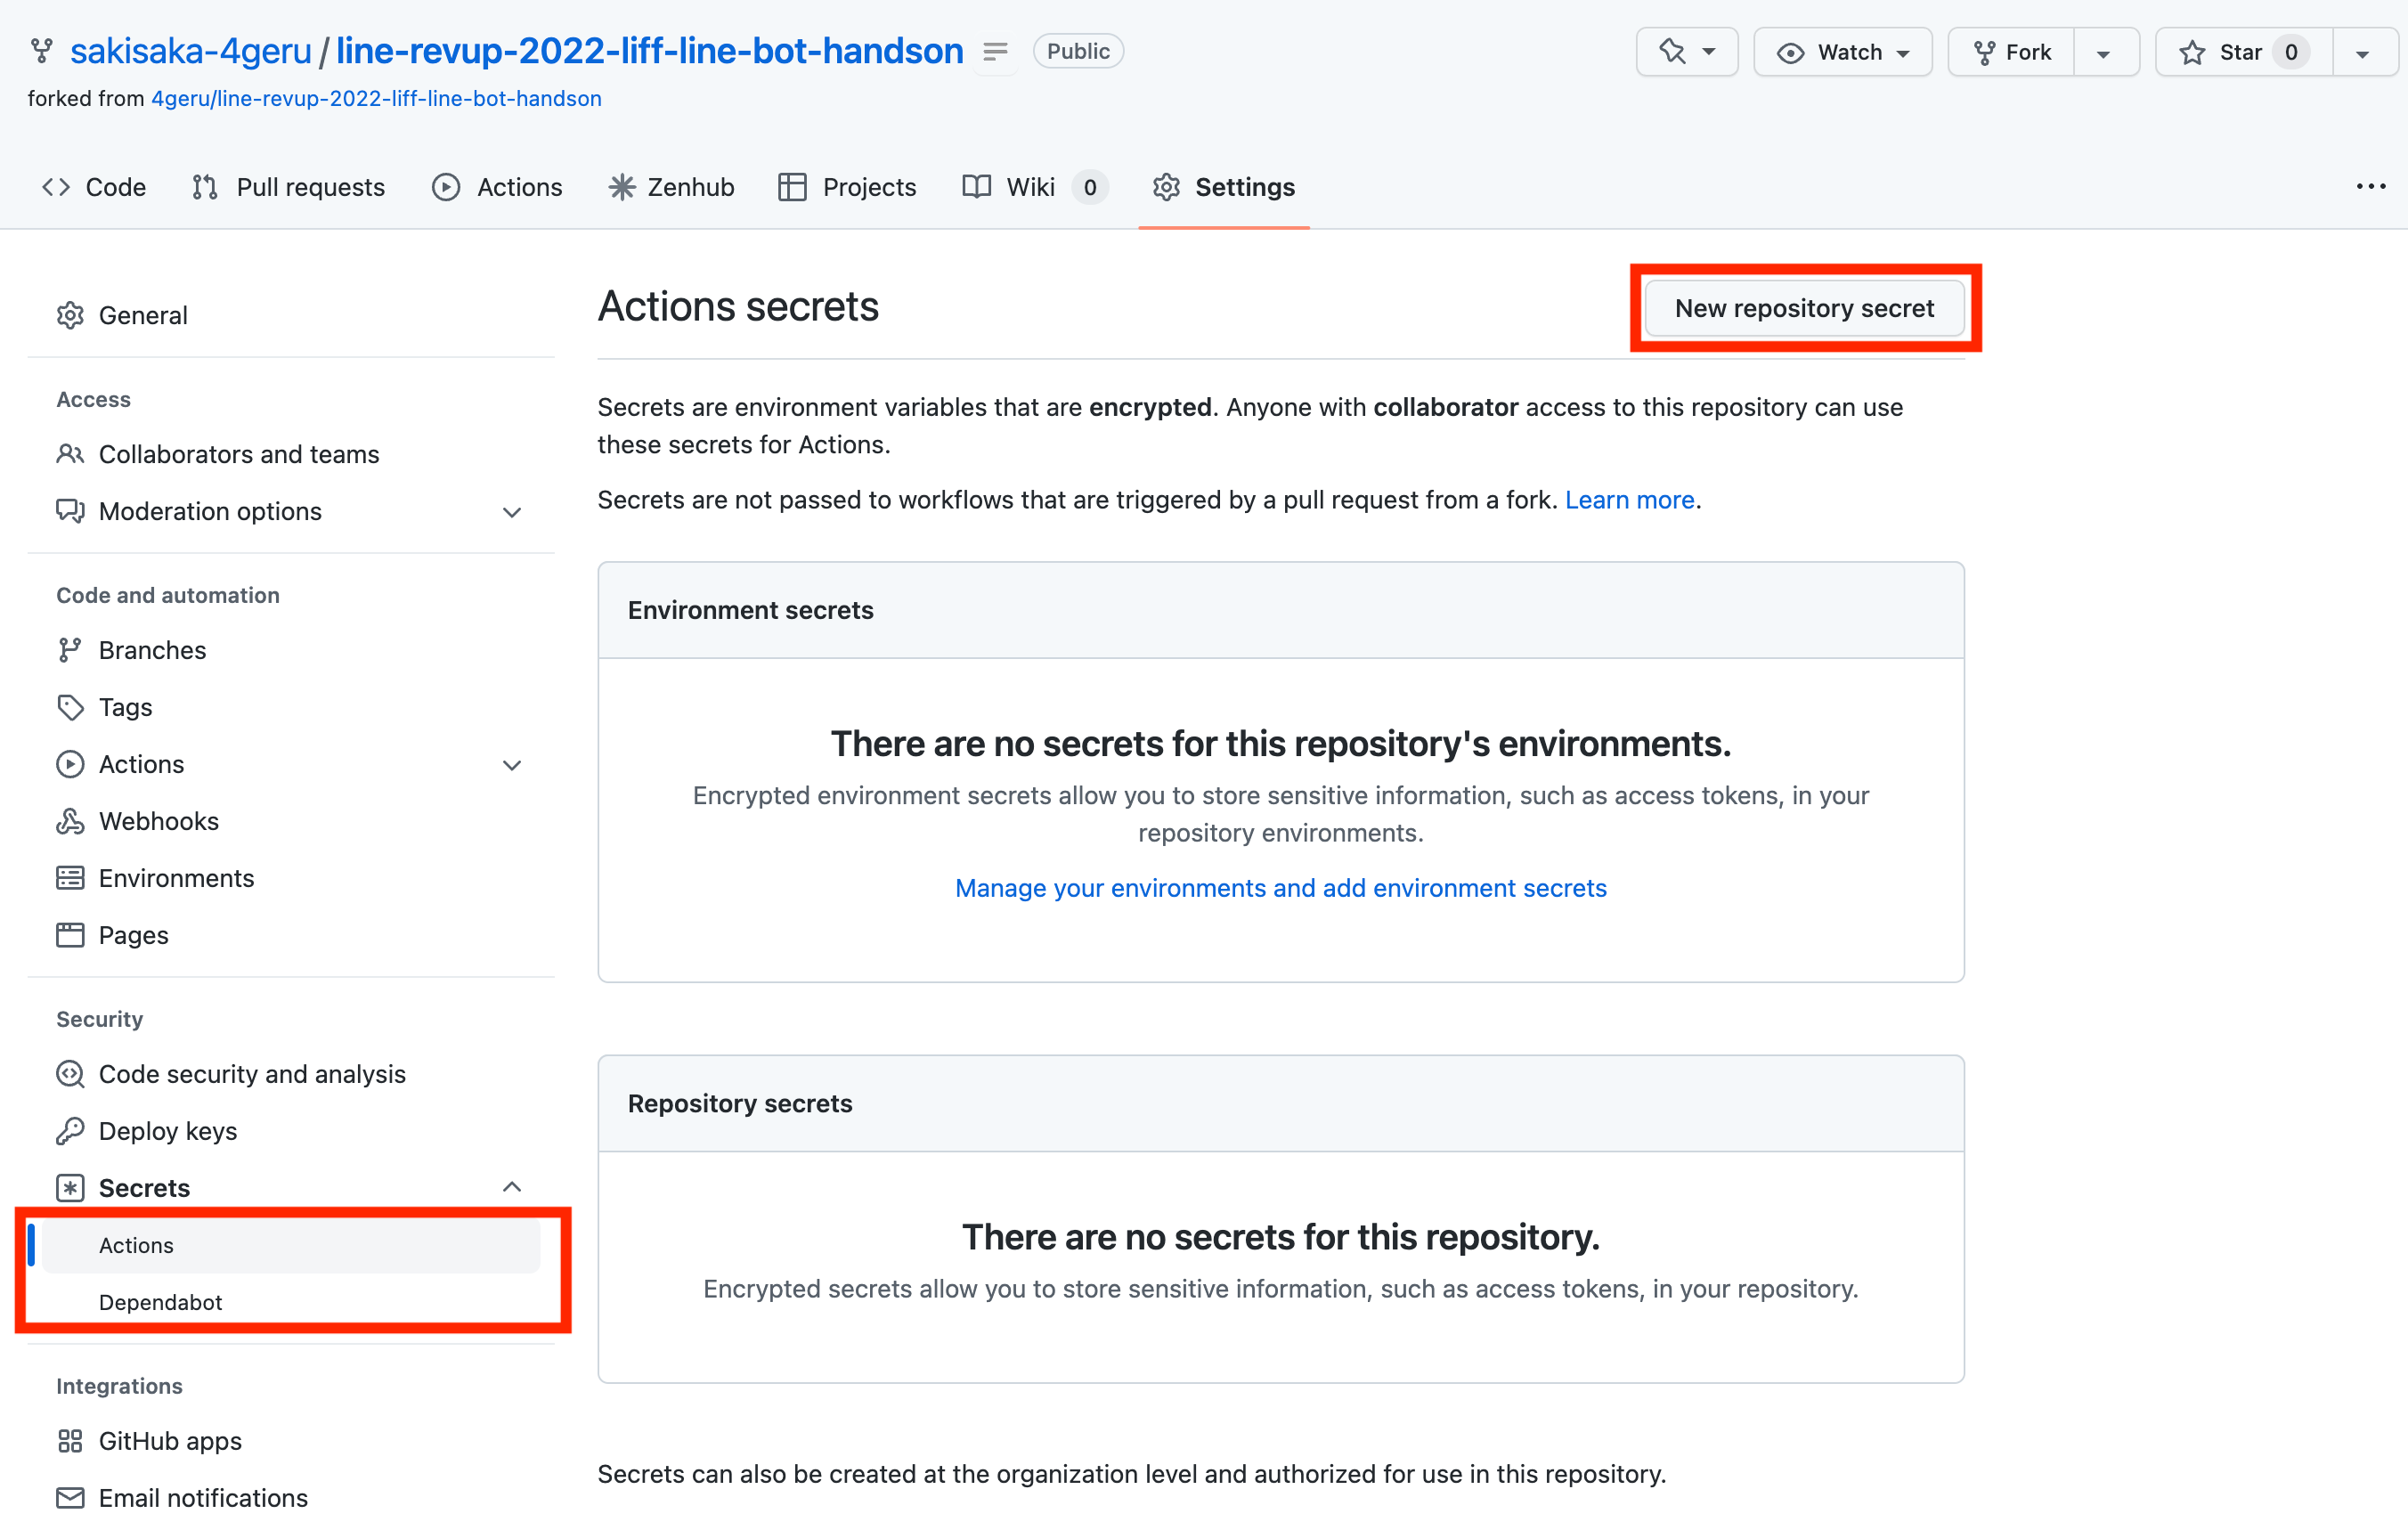 sakisaka-4geru / line-revup-2022-liff-line-bot-handson Public Watch Fork Star 0
forked from 4geru/line-revup-2022-liff-line-bot-handson
Code Pull requests Actions Zenhub Projects Wiki 0 Settings
General
Access
Collaborators and teams
Moderation options
Code and automation
Branches
Tags
Actions
Webhooks
Environments
Pages
Security
Code security and analysis
Deploy keys
Secrets
Actions
Dependabot
Integrations
GitHub apps
Email notifications
Actions secrets
New repository secret
Secrets are environment variables that are encrypted. Anyone with collaborator access to this repository can use
these secrets for Actions.
Secrets are not passed to workflows that are triggered by a pull request from a fork. Learn more.
Environment secrets
There are no secrets for this repository's environments.
Encrypted environment secrets allow you to store sensitive information, such as access tokens, in your
repository environments.
Manage your environments and add environment secrets
Repository secrets
There are no secrets for this repository.
Encrypted secrets allow you to store sensitive information, such as access tokens, in your repository.
Secrets can also be created at the organization level and authorized for use in this repository.